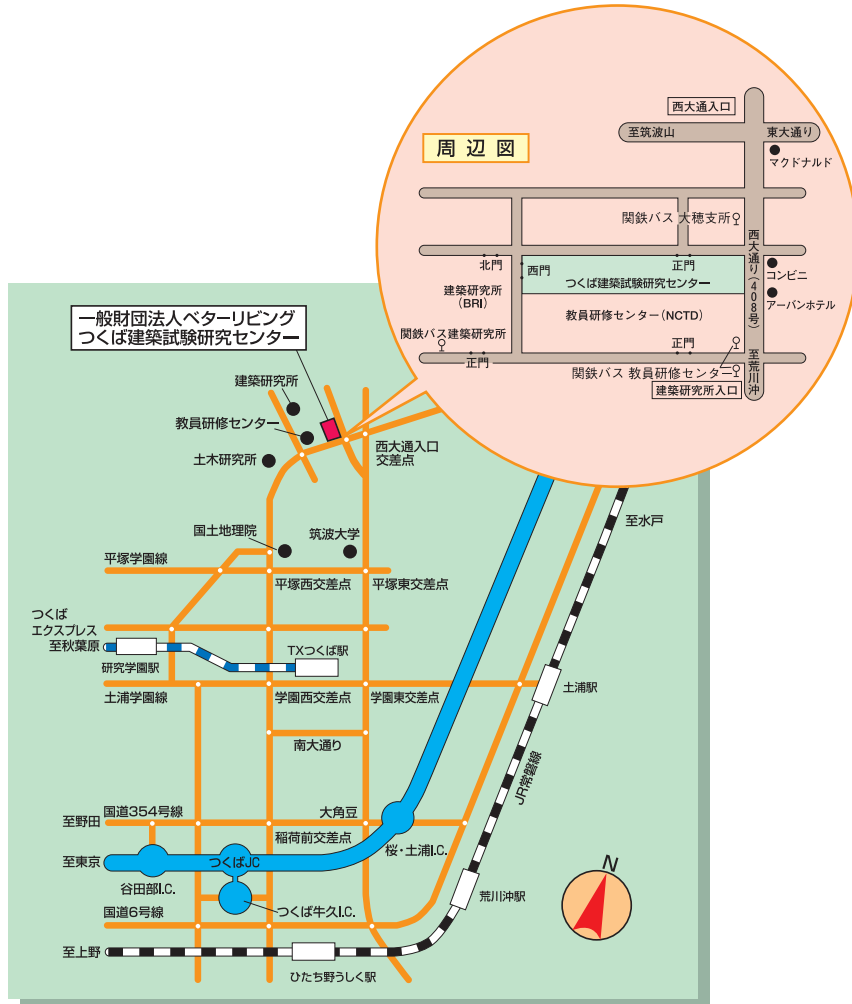 西大通入口
至筑波山
東大通り
マクドナルド
周辺図
関鉄バス 大穂支所
西大通り(408号)
至荒川沖
北門
西門
正門
つくば建築試験研究センター
コンビニ
アーバンホテル
建築研究所
(BRI)
教員研修センター(NCTD)
関鉄バス建築研究所
正門
正門
関鉄バス 教員研修センター
建築研究所入口
一般財団法人ベターリビング
つくば建築試験研究センター
建築研究所
教員研修センター
土木研究所
西大通入口
交差点
国土地理院
筑波大学
至水戸
平塚学園線
平塚西交差点
平塚東交差点
つくば
エクスプレス
至秋葉原
研究学園駅
TXつくば駅
土浦学園線
学園西交差点
学園東交差点
土浦駅
南大通り
JR常磐線
国道354号線
大角豆
至野田
稲荷前交差点
桜・土浦I.C.
至東京
つくばJC
谷田部I.C.
つくば牛久I.C.
荒川沖駅
N
国道6号線
至上野
ひたち野うしく駅